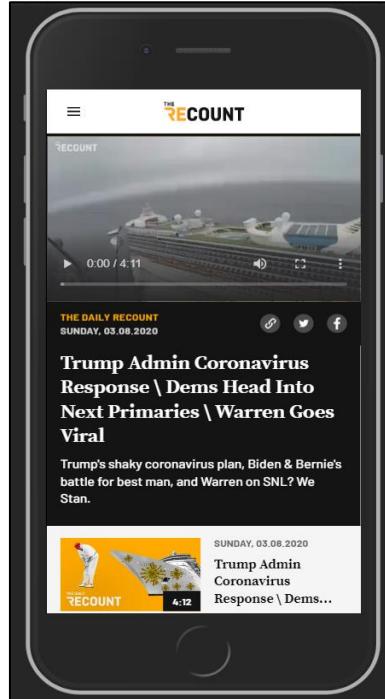 THE
RECOUNT
RECOUNT
0:00 / 4:11
THE DAILY RECOUNT
SUNDAY, 03.08.2020
Trump Admin Coronavirus
Response \ Dems Head Into
Next Primaries \ Warren Goes
Viral
Trump's shaky coronavirus plan, Biden & Bernie's
battle for best man, and Warren on SNL? We
Stan.
THE DAILY
RECOUNT
4:12
SUNDAY, 03.08.2020
Trump Admin
Coronavirus
Response \ Dems...